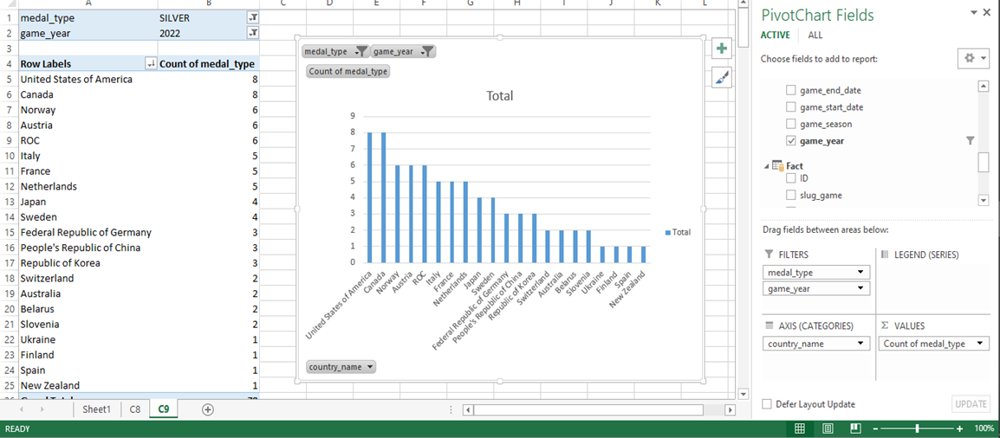 A B C D E F G H I J K L
1 medal_type SILVER
2 game_year 2022
3
4 Row Labels Count of medal_type
5 United States of America 8
6 Canada 8
7 Norway 6
8 Austria 6
9 ROC 6
10 Italy 5
11 France 5
12 Netherlands 5
13 Japan 4
14 Sweden 4
15 Federal Republic of Germany 3
16 People's Republic of China 3
17 Republic of Korea 3
18 Switzerland 2
19 Australia 2
20 Belarus 2
21 Slovenia 2
22 Ukraine 1
23 Finland 1
24 Spain 1
25 New Zealand 1
medal_type game_year
Count of medal_type
Total
9
8
7
6
5
4
3
2
1
0
United States of America
Canada
Norway
Austria
ROC
Italy
France
Netherlands
Japan
Sweden
Federal Republic of Germany
People's Republic of China
Republic of Korea
Switzerland
Australia
Belarus
Slovenia
Ukraine
Finland
Spain
New Zealand
Total
country_name
PivotChart Fields
ACTIVE ALL
Choose fields to add to report:
game_end_date
game_start_date
game_season
game_year
Fact
ID
slug_game
Drag fields between areas below:
FILTERS LEGEND (SERIES)
medal_type
game_year
AXIS (CATEGORIES) VALUES
country_name Count of medal_type
Defer Layout Update UPDATE
Sheet1 C8 C9
READY 100%